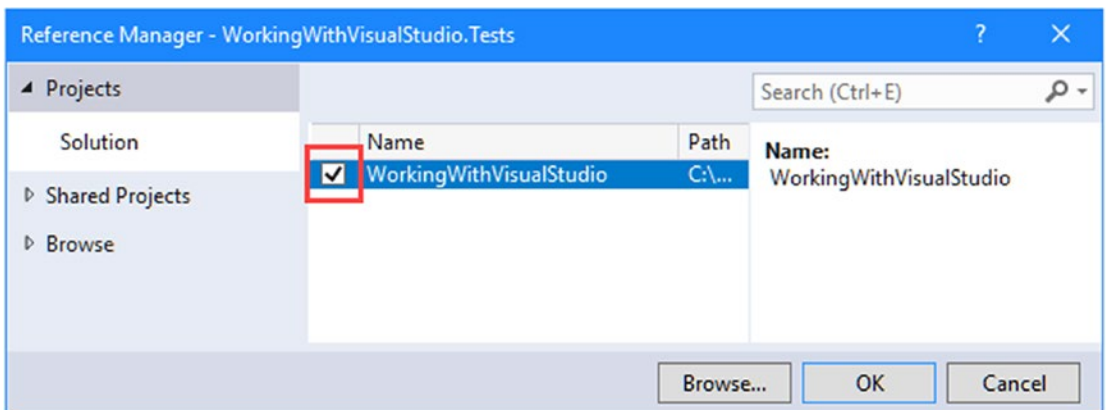 Reference Manager - WorkingWithVisualStudio.Tests
Projects
Search (Ctrl+E)
Solution
Name Path
WorkingWithVisualStudio C:\...
Name:
WorkingWithVisualStudio
Shared Projects
Browse
Browse... OK Cancel